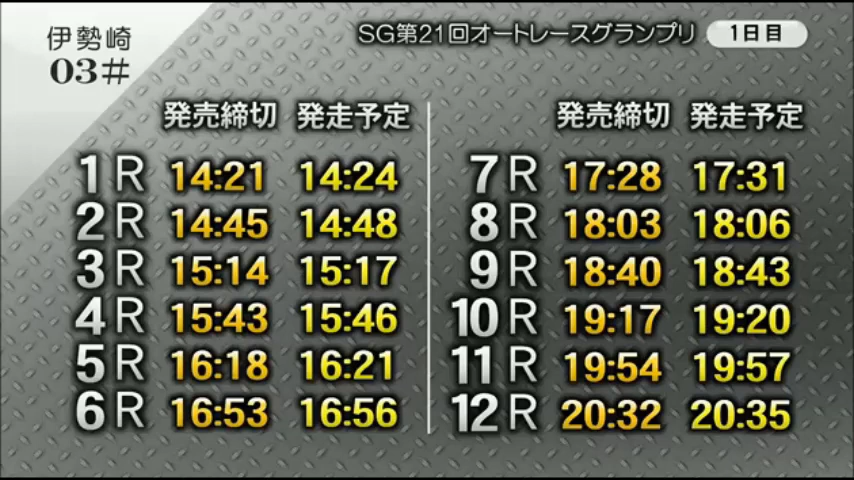 伊勢崎
03#
SG第21回オートレースグランプリ 1日目
発売締切 発走予定
1R 14:21 14:24
2R 14:45 14:48
3R 15:14 15:17
4R 15:43 15:46
5R 16:18 16:21
6R 16:53 16:56
発売締切 発走予定
7R 17:28 17:31
8R 18:03 18:06
9R 18:40 18:43
10R 19:17 19:20
11R 19:54 19:57
12R 20:32 20:35